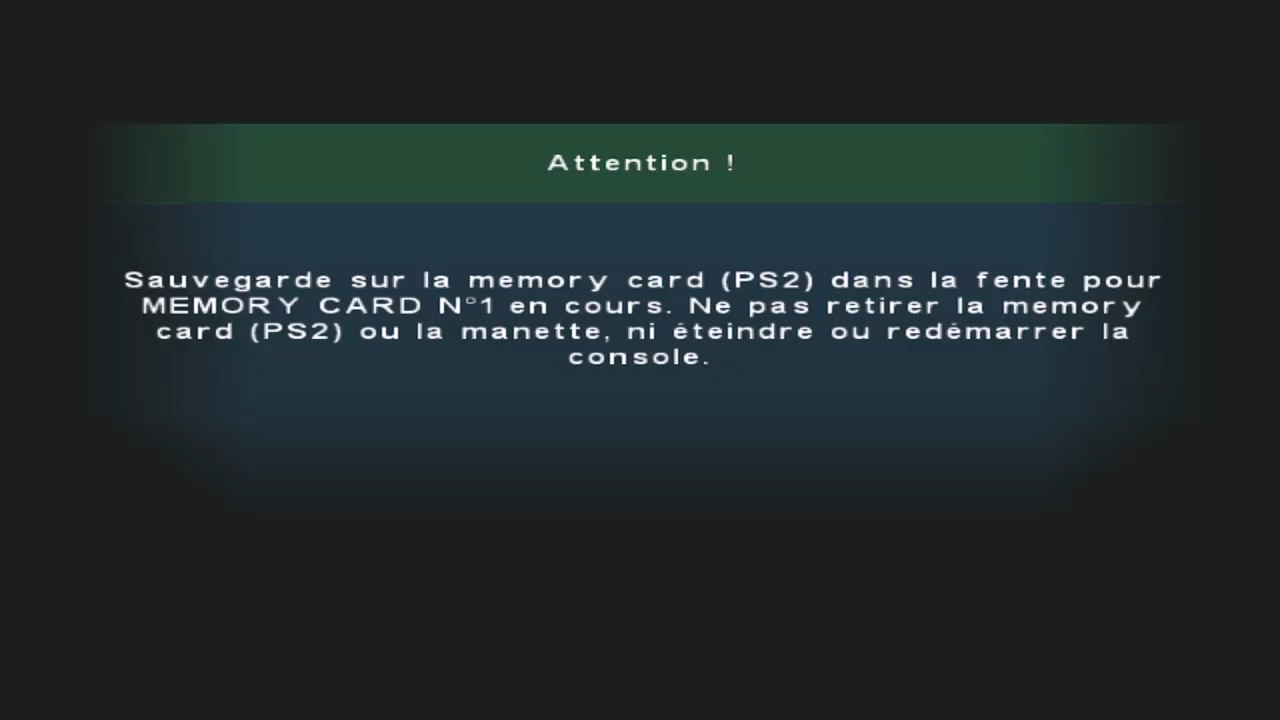 Attention !
Sauvegarde sur la memory card (PS2) dans la fente pour
MEMORY CARD N°1 en cours. Ne pas retirer la memory
card (PS2) ou la manette, ni éteindre ou redémarrer la
console.